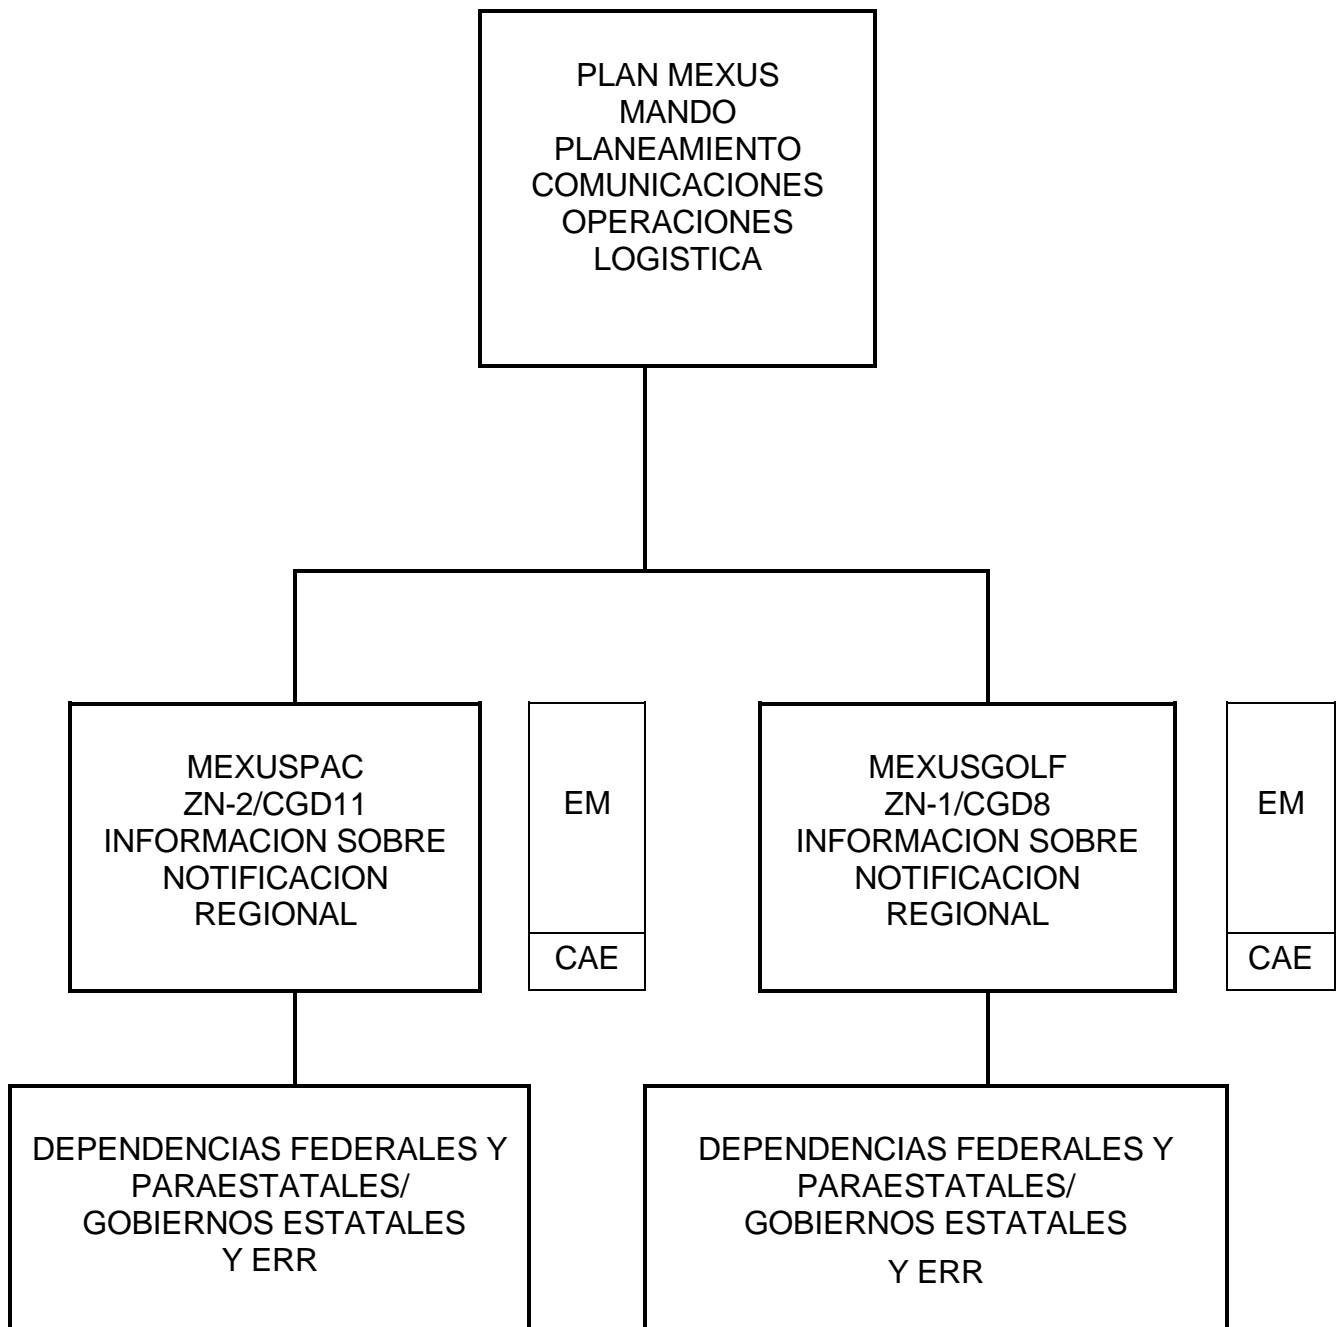 PLAN MEXUS
MANDO
PLANEAMIENTO
COMUNICACIONES
OPERACIONES
LOGISTICA
MEXUSPAC
ZN-2/CGD11
INFORMACION SOBRE
NOTIFICACION
REGIONAL
EM
CAE
MEXUSGOLF
ZN-1/CGD8
INFORMACION SOBRE
NOTIFICACION
REGIONAL
EM
CAE
DEPENDENCIAS FEDERALES Y
PARAESTATALES/
GOBIERNOS ESTATALES
Y ERR
DEPENDENCIAS FEDERALES Y
PARAESTATALES/
GOBIERNOS ESTATALES
Y ERR